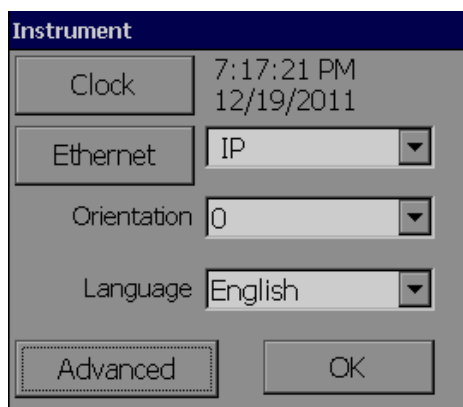 Instrument
Clock
7:17:21 PM
12/19/2011
Ethernet
IP
Orientation
0
Language
English
Advanced
OK